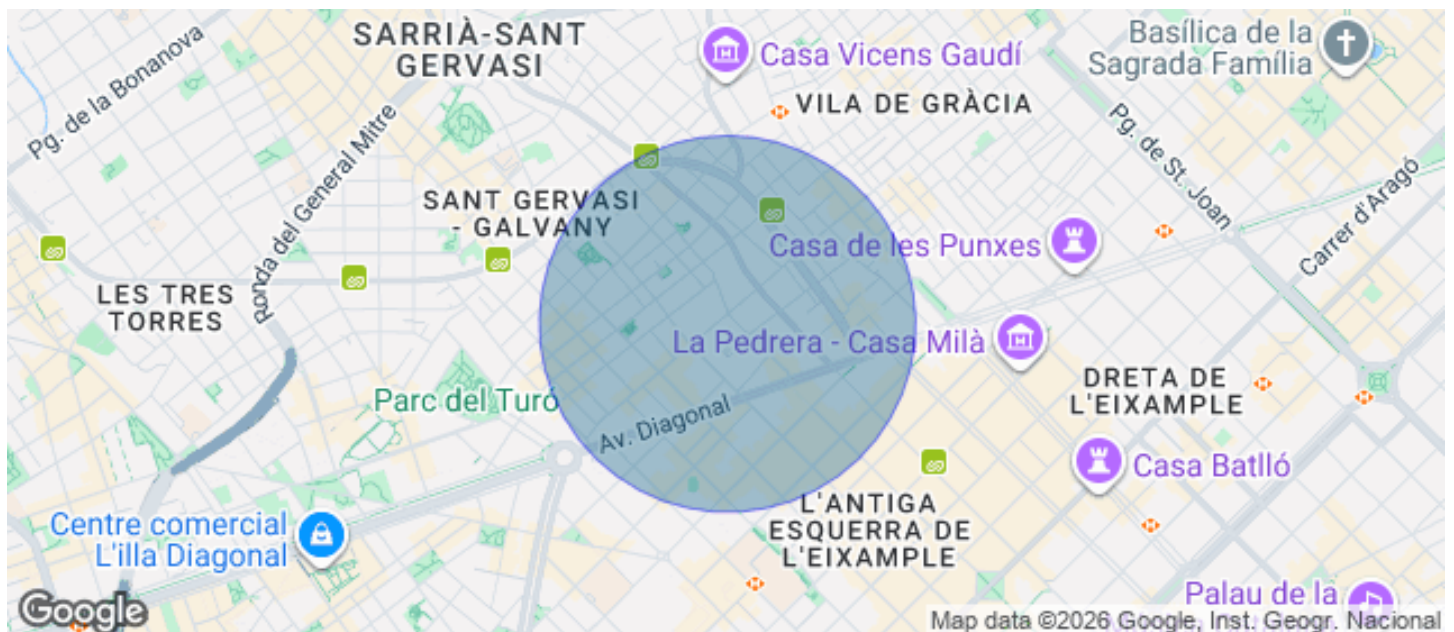 SARRIÀ-SANT
GERVASI
Casa Vicens Gaudí
Basílica de la
Sagrada Família
VILA DE GRÀCIA
Pg. de la Bonanova
Ronda del General Mitre
Pg. de St. Joan
Carrer d'Aragó
SANT GERVASI
- GALVANY
Casa de les Punxes
LES TRES
TORRES
La Pedrera - Casa Milà
Parc del Turó
Av. Diagonal
DRETA DE
L'EIXAMPLE
Casa Batlló
L'ANTIGA
ESQUERRA DE
L'EIXAMPLE
Centre comercial
L'illa Diagonal
Palau de la
Google
Map data ©2026 Google, Inst. Geogr. Nacional